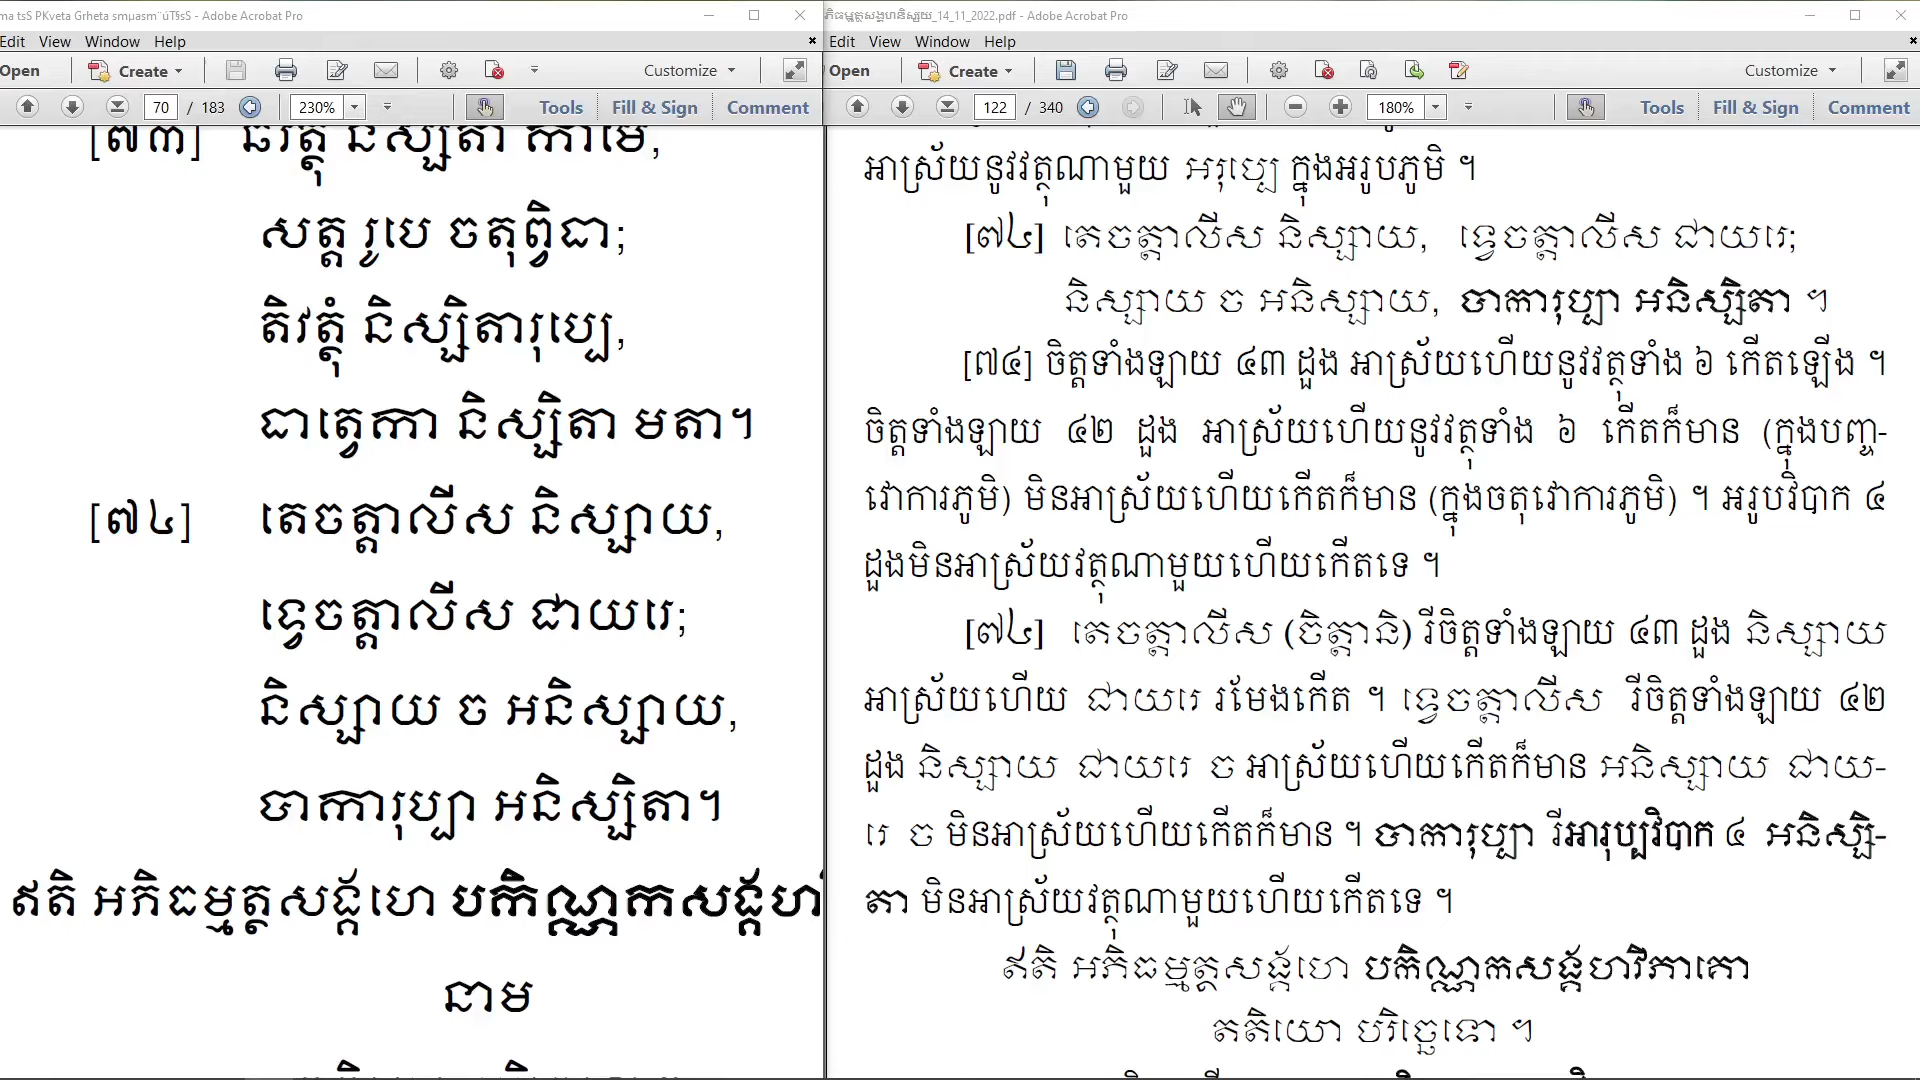 ma tsS PKveta Grheta smµasm¨úT§sS - Adobe Acrobat Pro
Edit View Window Help
Open Create Customize
70 / 183 230% Tools Fill & Sign Comment
[៧៣] ឆវត្ថុំ និស្សិតា កាមេ,
សត្ត រូបេ ចតុព្វិធា;
តិវត្ថុំ និស្សិតារុប្បេ,
ធាត្វេកា និស្សិតា មតា។
[៧៤] តេចត្តាលីស និស្សាយ,
ទ្វេចត្តាលីស ជាយរេ;
និស្សាយ ច អនិស្សាយ,
បាការុប្បា អនិស្សិតា។
ឥតិ អភិធម្មត្ថសង្គហេ បកិណ្ណកសង្គហវិ
នាម
ភិធម្មត្ថសង្គហនិស្សយ_14_11_2022.pdf - Adobe Acrobat Pro
Edit View Window Help
Open Create Customize
122 / 340 180% Tools Fill & Sign Comment
អាស្រ័យនូវវត្ថុណាមួយ អរុប្បេ ក្នុងអរូបភូមិ ។
[៧៤] តេចត្តាលីស និស្សាយ, ទ្វេចត្តាលីស ជាយរេ;
និស្សាយ ច អនិស្សាយ, បាការុប្បា អនិស្សិតា ។
[៧៤] ចិត្តទាំងឡាយ ៤៣ ដួង អាស្រ័យហើយនូវវត្ថុទាំង ៦ កើតឡើង ។
ចិត្តទាំងឡាយ ៤២ ដួង អាស្រ័យហើយនូវវត្ថុទាំង ៦ កើតក៏មាន (ក្នុងបញ្ច-
វោការភូមិ) មិនអាស្រ័យហើយកើតក៏មាន (ក្នុងចតុវោការភូមិ) ។ អរូបវិបាក ៤
ដួងមិនអាស្រ័យវត្ថុណាមួយហើយកើតទេ ។
[៧៤] តេចត្តាលីស (ចិត្តានិ) រីចិត្តទាំងឡាយ ៤៣ ដួង និស្សាយ
អាស្រ័យហើយ ជាយរេ រមែងកើត ។ ទ្វេចត្តាលីស រីចិត្តទាំងឡាយ ៤២
ដួង និស្សាយ ជាយរេ ច អាស្រ័យហើយកើតក៏មាន អនិស្សាយ ជាយ-
រេ ច មិនអាស្រ័យហើយកើតក៏មាន ។ បាការុប្បា រីអារុប្បវិបាក ៤ អនិស្សិ-
តា មិនអាស្រ័យវត្ថុណាមួយហើយកើតទេ ។
ឥតិ អភិធម្មត្ថសង្គហេ បកិណ្ណកសង្គហវិភាគោ
តតិយោ បរិច្ឆេទោ ។